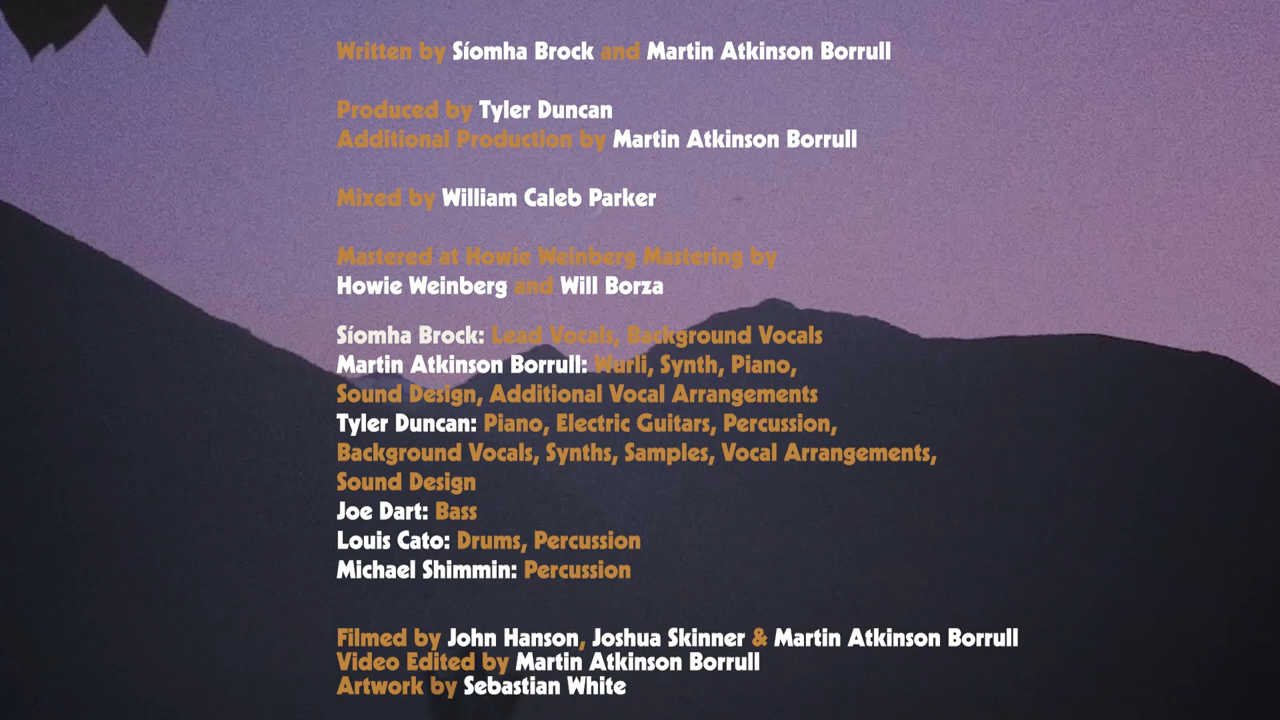 Written by Síomha Brock and Martin Atkinson Borrull
Produced by Tyler Duncan
Additional Production by Martin Atkinson Borrull
Mixed by William Caleb Parker
Mastered at Howie Weinberg Mastering by
Howie Weinberg and Will Borza
Síomha Brock: Lead Vocals, Background Vocals
Martin Atkinson Borrull: Wurli, Synth, Piano,
Sound Design, Additional Vocal Arrangements
Tyler Duncan: Piano, Electric Guitars, Percussion,
Background Vocals, Synths, Samples, Vocal Arrangements,
Sound Design
Joe Dart: Bass
Louis Cato: Drums, Percussion
Michael Shimmin: Percussion
Filmed by John Hanson, Joshua Skinner & Martin Atkinson Borrull
Video Edited by Martin Atkinson Borrull
Artwork by Sebastian White